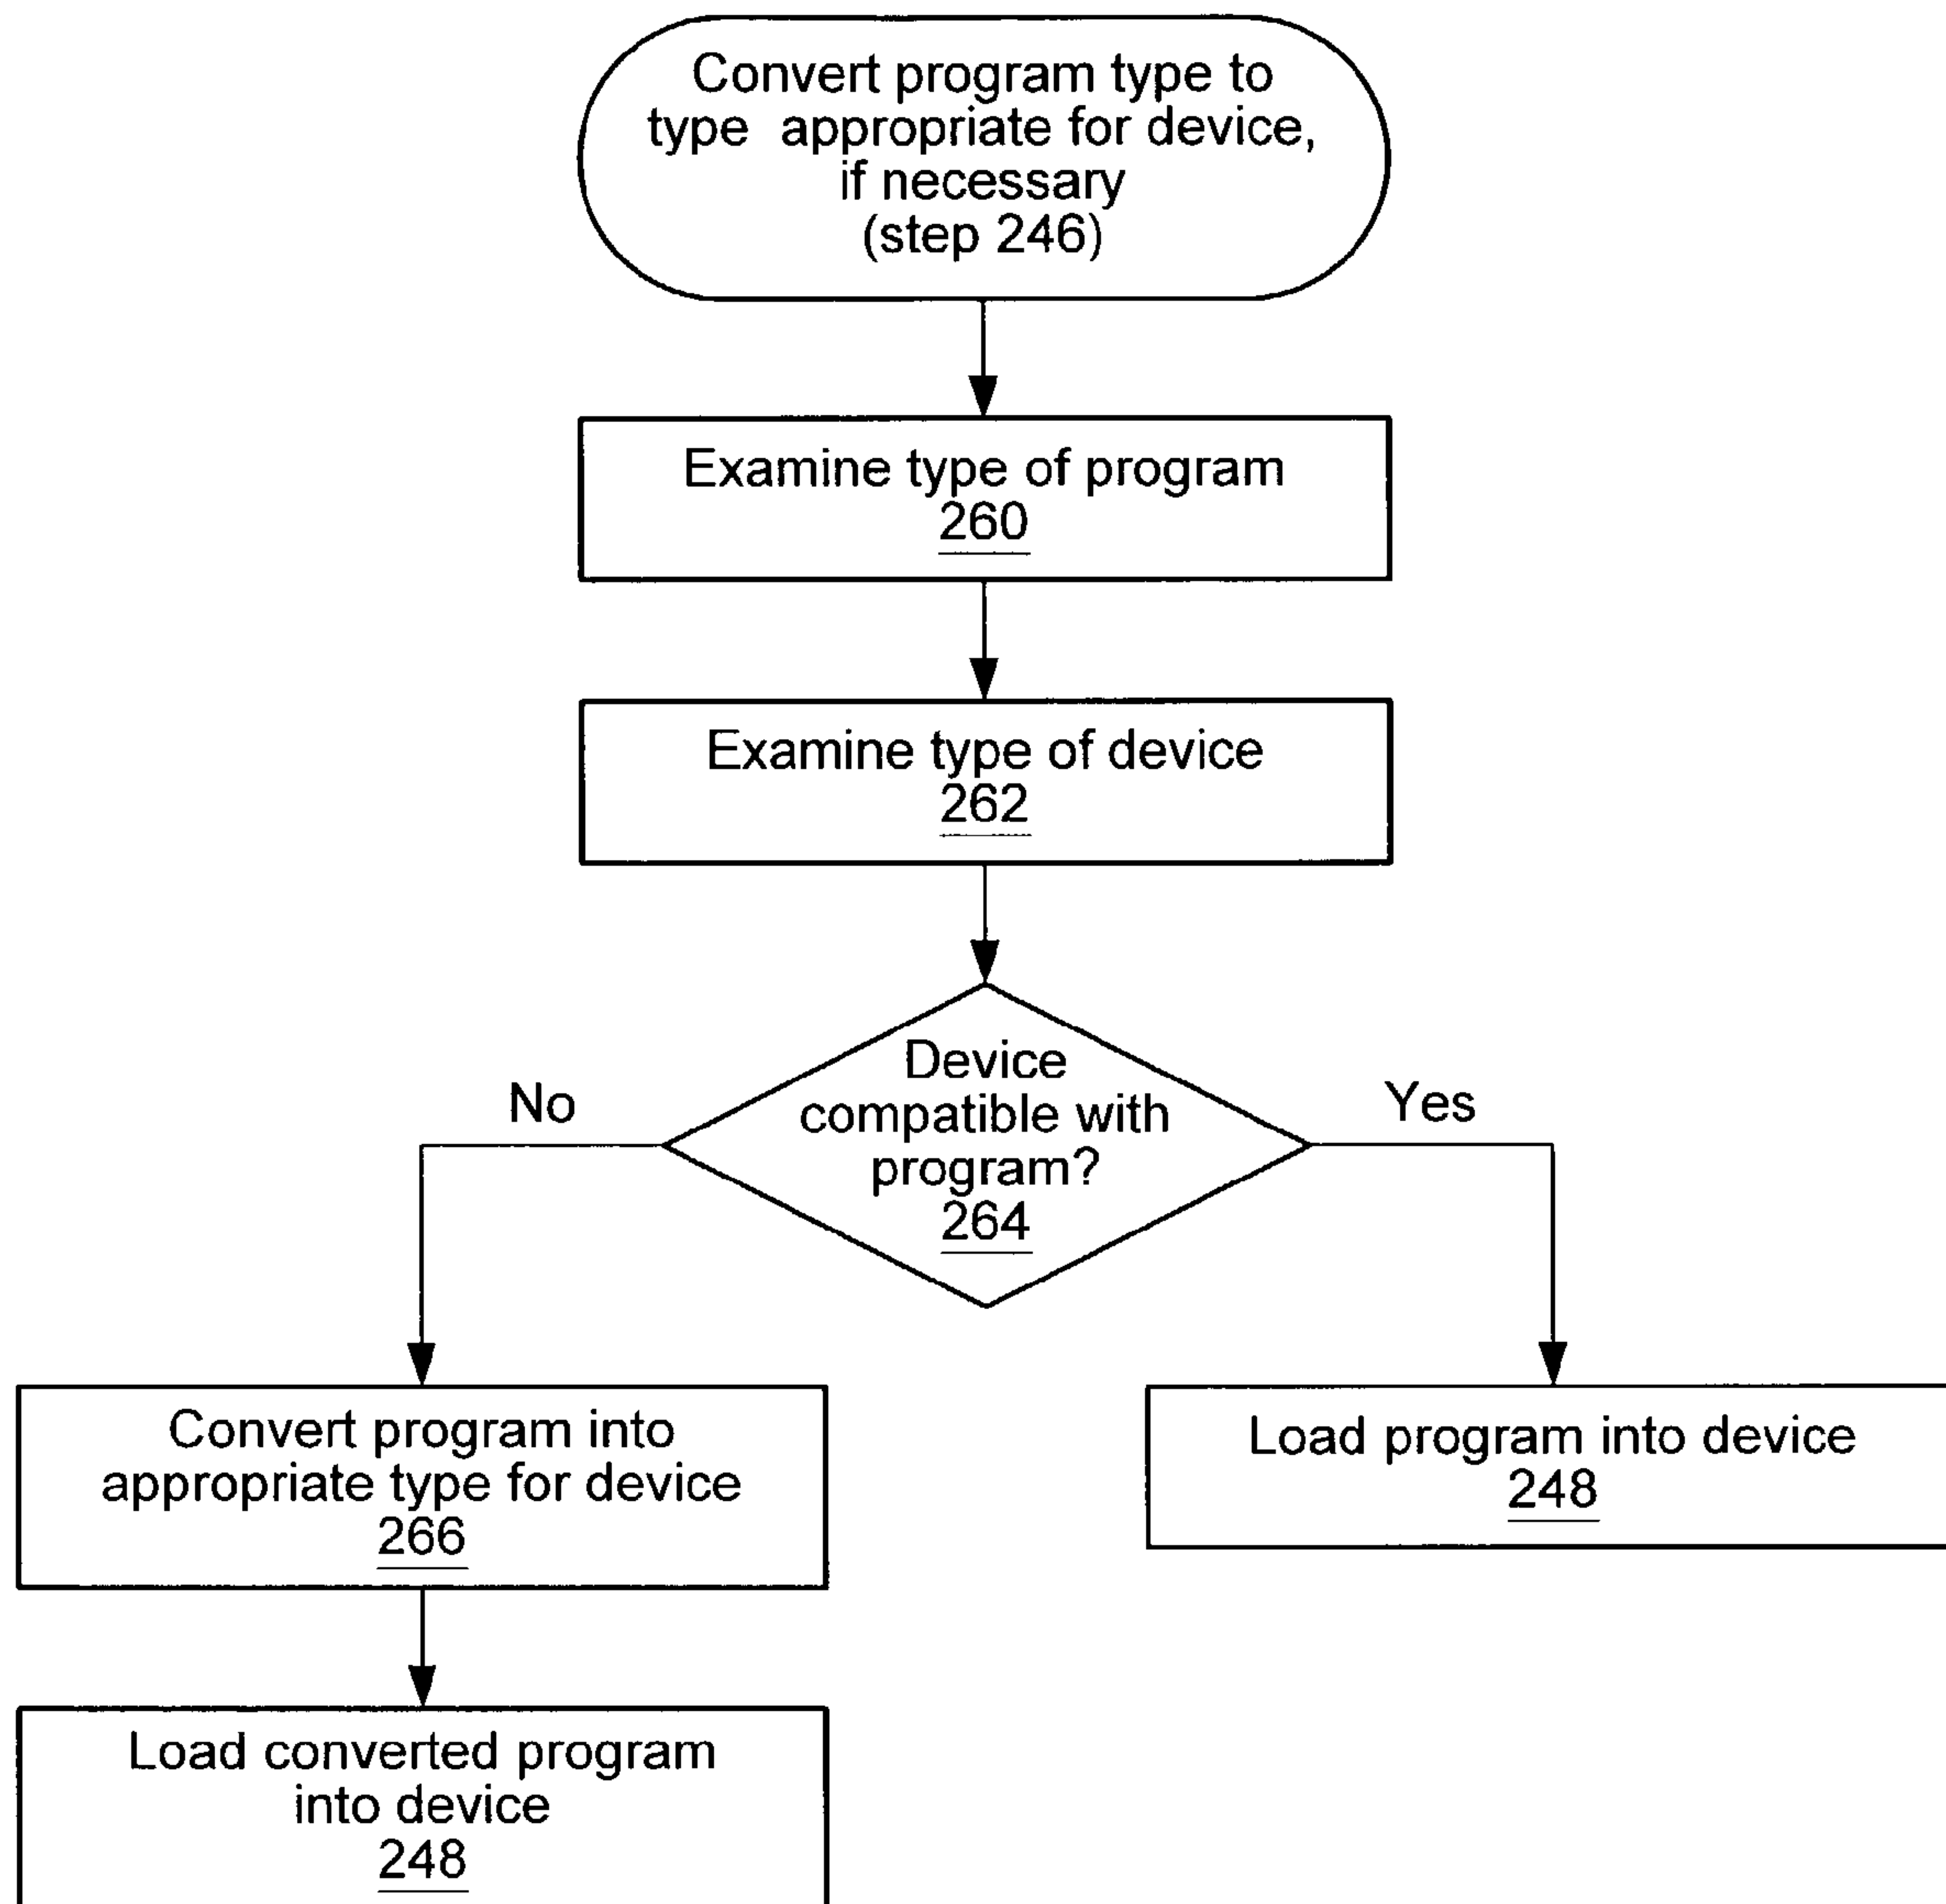 Convert program type to
type appropriate for device,
if necessary
(step 246)
Examine type of program
260
Examine type of device
262
Device
compatible with
program?
264
No
Yes
Convert program into
appropriate type for device
266
Load program into device
248
Load converted program
into device
248